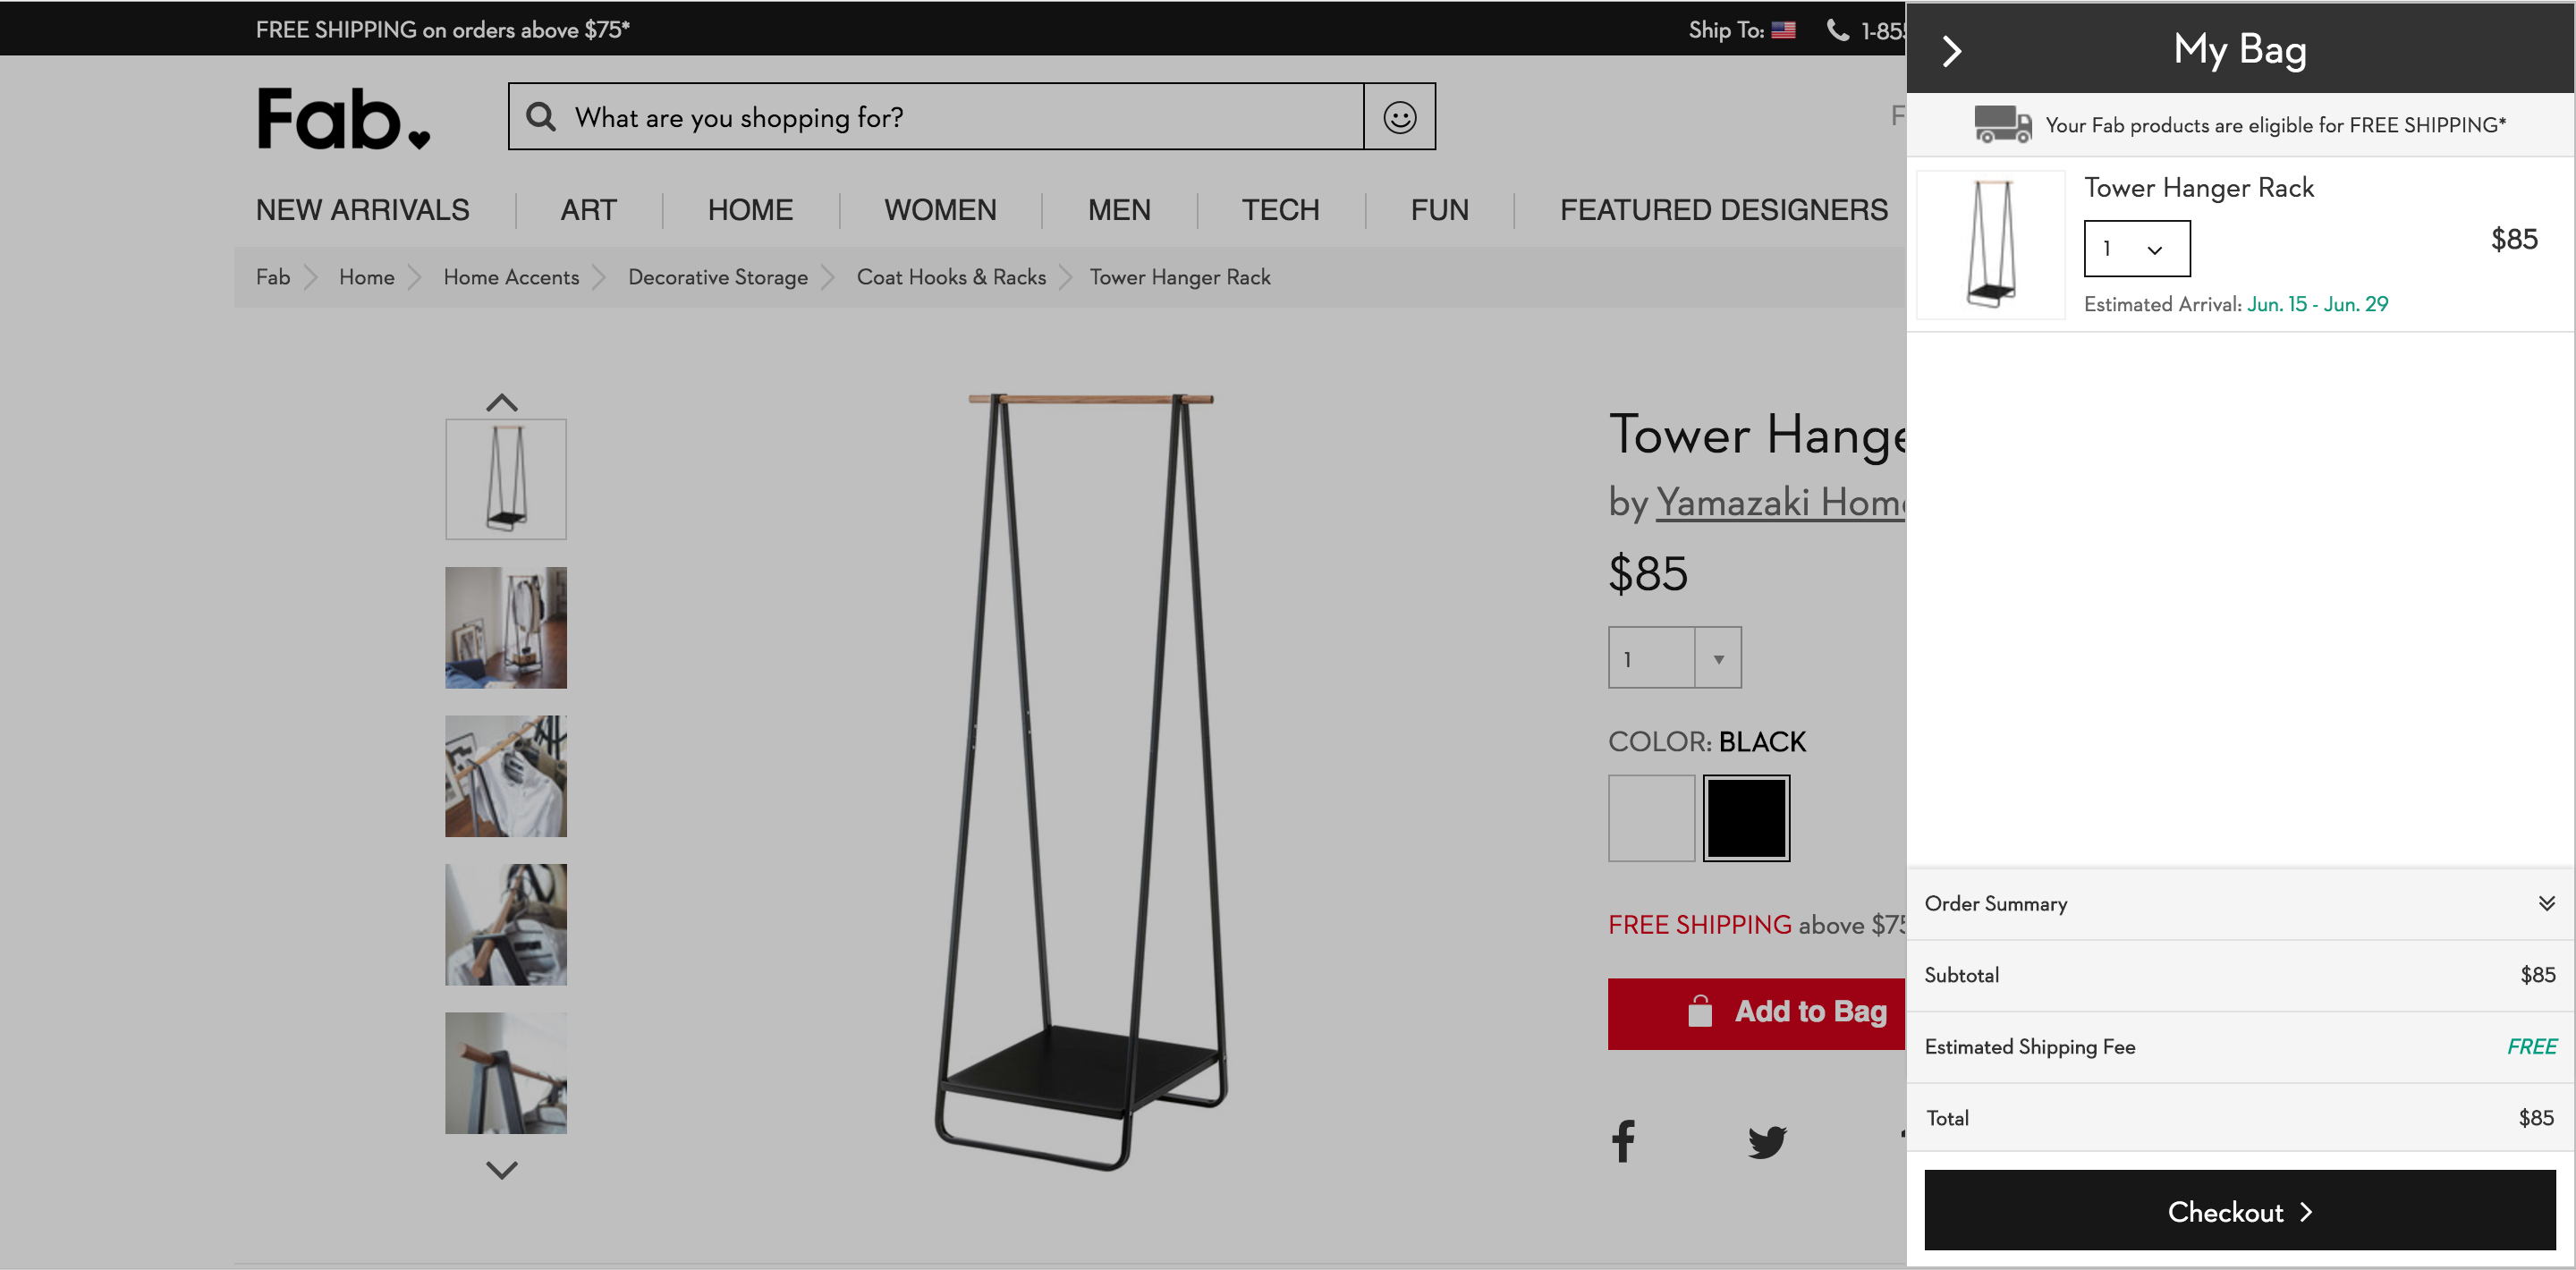 FREE SHIPPING on orders above $75*
Ship To:
1-855
Fab.
What are you shopping for?
NEW ARRIVALS
ART
HOME
WOMEN
MEN
TECH
FUN
FEATURED DESIGNERS
Fab
Home
Home Accents
Decorative Storage
Coat Hooks & Racks
Tower Hanger Rack
Tower Hange
by Yamazaki Home
$85
1
COLOR: BLACK
FREE SHIPPING above $75
Add to Bag
My Bag
Your Fab products are eligible for FREE SHIPPING*
Tower Hanger Rack
1
$85
Estimated Arrival: Jun. 15 - Jun. 29
Order Summary
Subtotal $85
Estimated Shipping Fee FREE
Total $85
Checkout